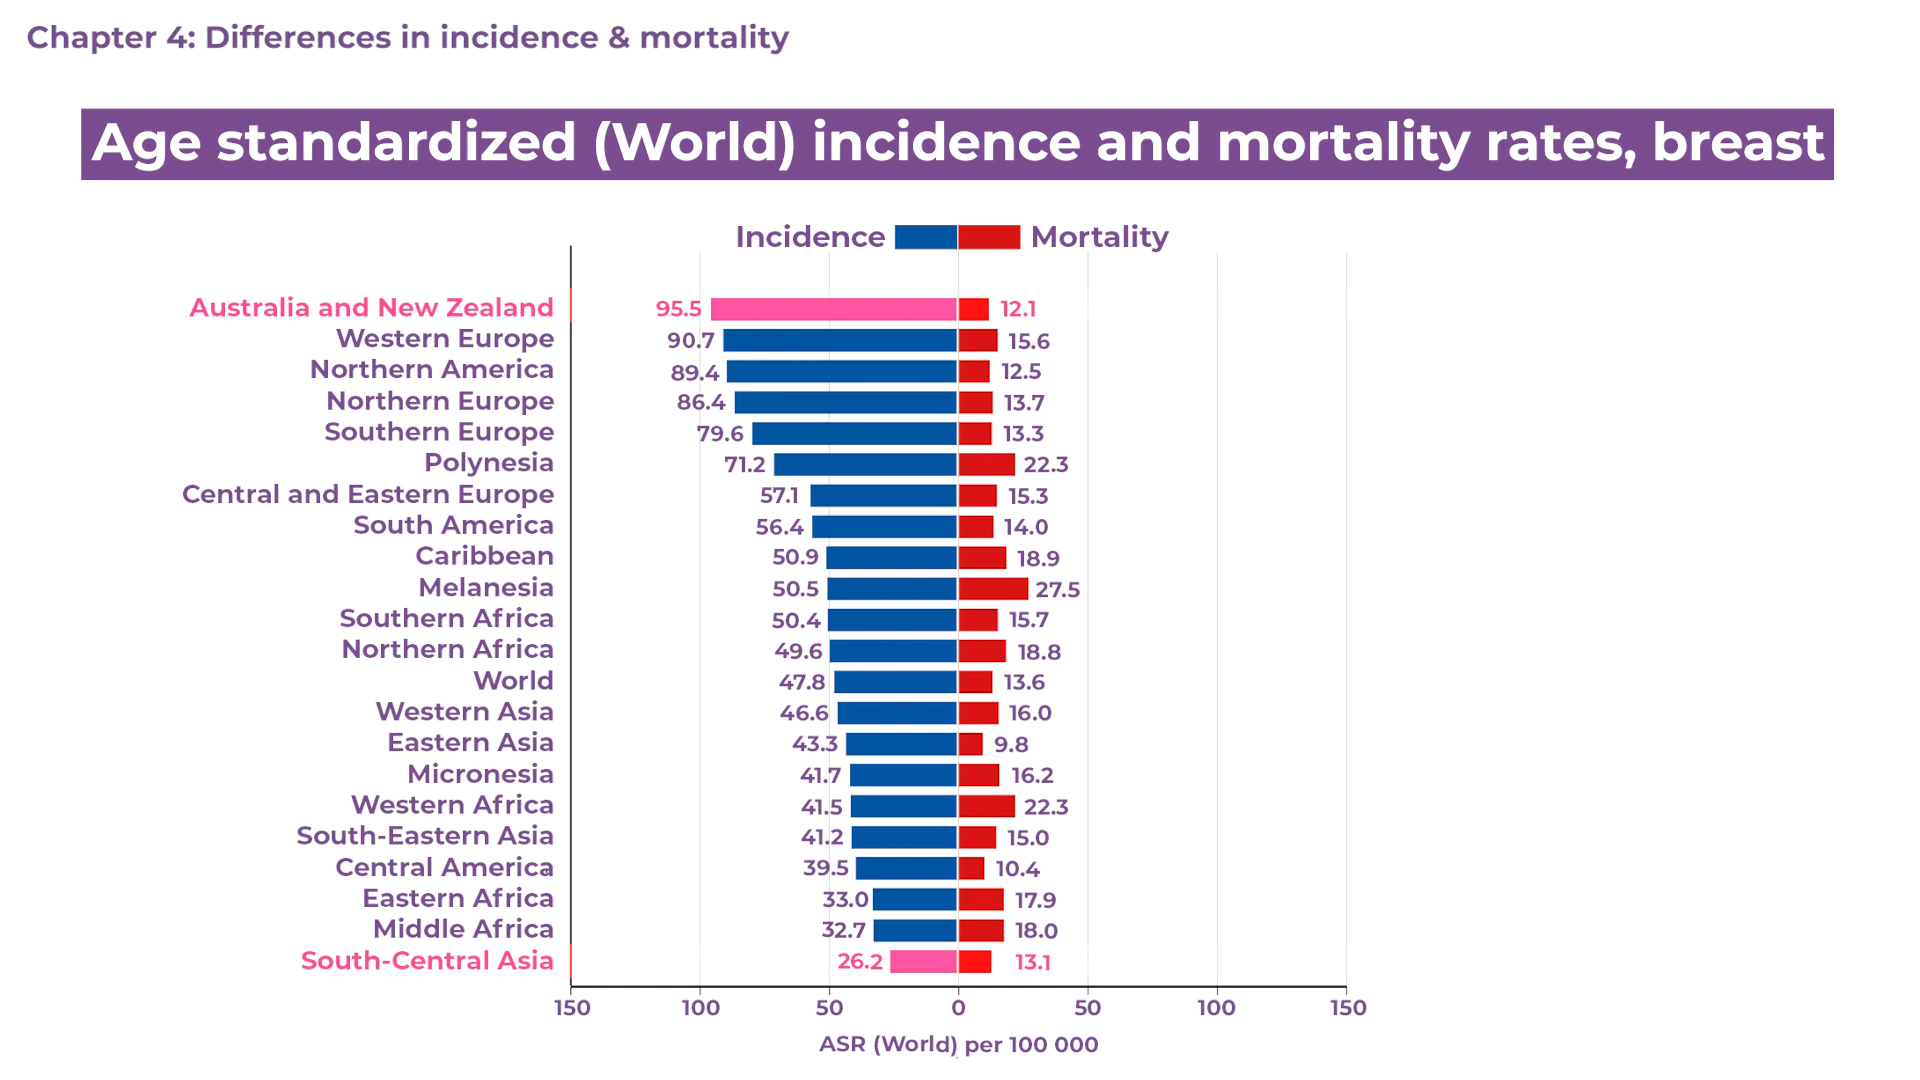 Chapter 4: Differences in incidence & mortality
Age standardized (World) incidence and mortality rates, breast
Incidence Mortality
Australia and New Zealand 95.5 12.1
Western Europe 90.7 15.6
Northern America 89.4 12.5
Northern Europe 86.4 13.7
Southern Europe 79.6 13.3
Polynesia 71.2 22.3
Central and Eastern Europe 57.1 15.3
South America 56.4 14.0
Caribbean 50.9 18.9
Melanesia 50.5 27.5
Southern Africa 50.4 15.7
Northern Africa 49.6 18.8
World 47.8 13.6
Western Asia 46.6 16.0
Eastern Asia 43.3 9.8
Micronesia 41.7 16.2
Western Africa 41.5 22.3
South-Eastern Asia 41.2 15.0
Central America 39.5 10.4
Eastern Africa 33.0 17.9
Middle Africa 32.7 18.0
South-Central Asia 26.2 13.1
150 100 50 0 50 100 150
ASR (World) per 100 000